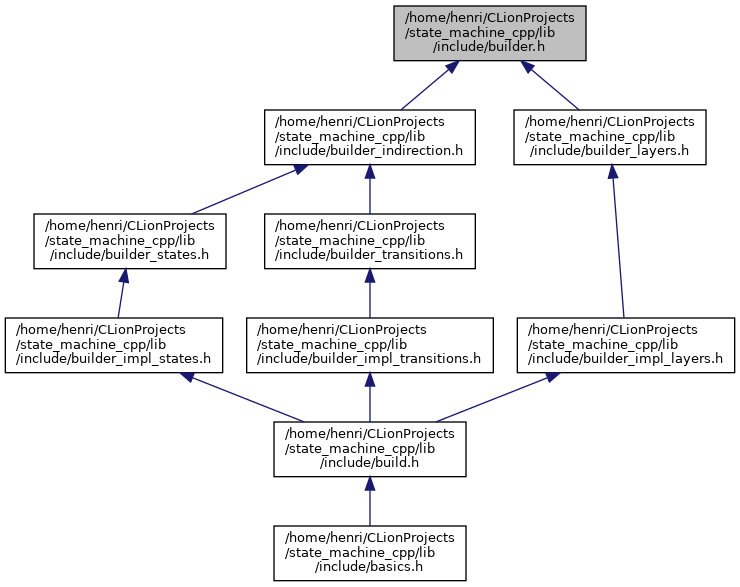 /home/henri/CLionProjects
/state_machine_cpp/lib
/include/builder.h
/home/henri/CLionProjects
/state_machine_cpp/lib
/include/builder_indirection.h
/home/henri/CLionProjects
/state_machine_cpp/lib
/include/builder_layers.h
/home/henri/CLionProjects
/state_machine_cpp/lib
/include/builder_states.h
/home/henri/CLionProjects
/state_machine_cpp/lib
/include/builder_transitions.h
/home/henri/CLionProjects
/state_machine_cpp/lib
/include/builder_impl_states.h
/home/henri/CLionProjects
/state_machine_cpp/lib
/include/builder_impl_transitions.h
/home/henri/CLionProjects
/state_machine_cpp/lib
/include/builder_impl_layers.h
/home/henri/CLionProjects
/state_machine_cpp/lib
/include/build.h
/home/henri/CLionProjects
/state_machine_cpp/lib
/include/basics.h